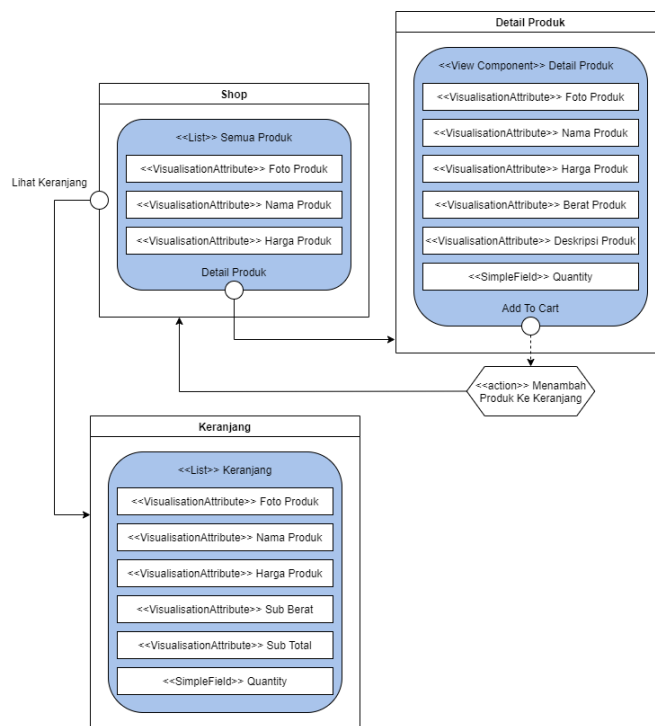 Detail Produk
<<View Component>> Detail Produk
<<VisualisationAttribute>> Foto Produk
<<VisualisationAttribute>> Nama Produk
<<VisualisationAttribute>> Harga Produk
<<VisualisationAttribute>> Berat Produk
<<VisualisationAttribute>> Deskripsi Produk
<<SimpleField>> Quantity
Add To Cart
Shop
<<List>> Semua Produk
<<VisualisationAttribute>> Foto Produk
<<VisualisationAttribute>> Nama Produk
<<VisualisationAttribute>> Harga Produk
Detail Produk
Lihat Keranjang
<<action>> Menambah
Produk Ke Keranjang
Keranjang
<<List>> Keranjang
<<VisualisationAttribute>> Foto Produk
<<VisualisationAttribute>> Nama Produk
<<VisualisationAttribute>> Harga Produk
<<VisualisationAttribute>> Sub Berat
<<VisualisationAttribute>> Sub Total
<<SimpleField>> Quantity